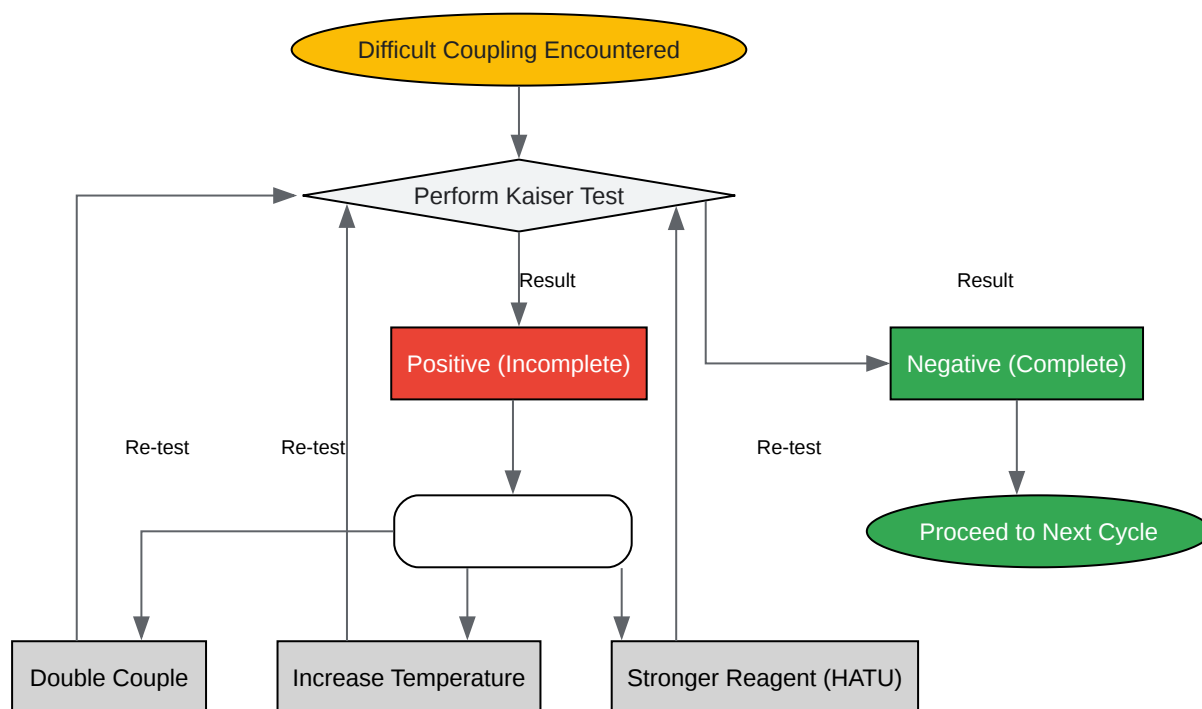 Difficult Coupling Encountered
Perform Kaiser Test
Result
Result
Positive (Incomplete)
Negative (Complete)
Re-test
Re-test
Re-test
Proceed to Next Cycle
Double Couple
Increase Temperature
Stronger Reagent (HATU)